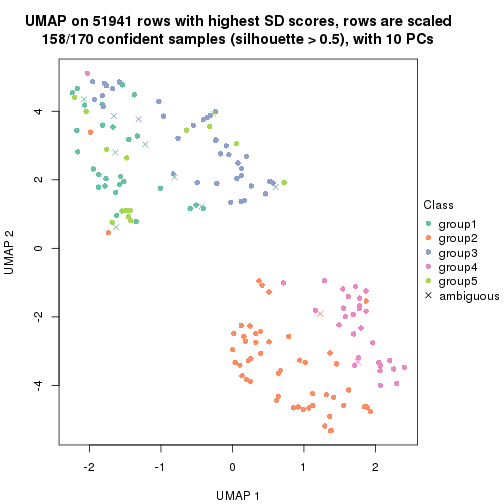 UMAP on 51941 rows with highest SD scores, rows are scaled
158/170 confident samples (silhouette > 0.5), with 10 PCs
4
2
0
-2
-4
UMAP 2
-2
-1
0
1
2
UMAP 1
Class
group1
group2
group3
group4
group5
ambiguous